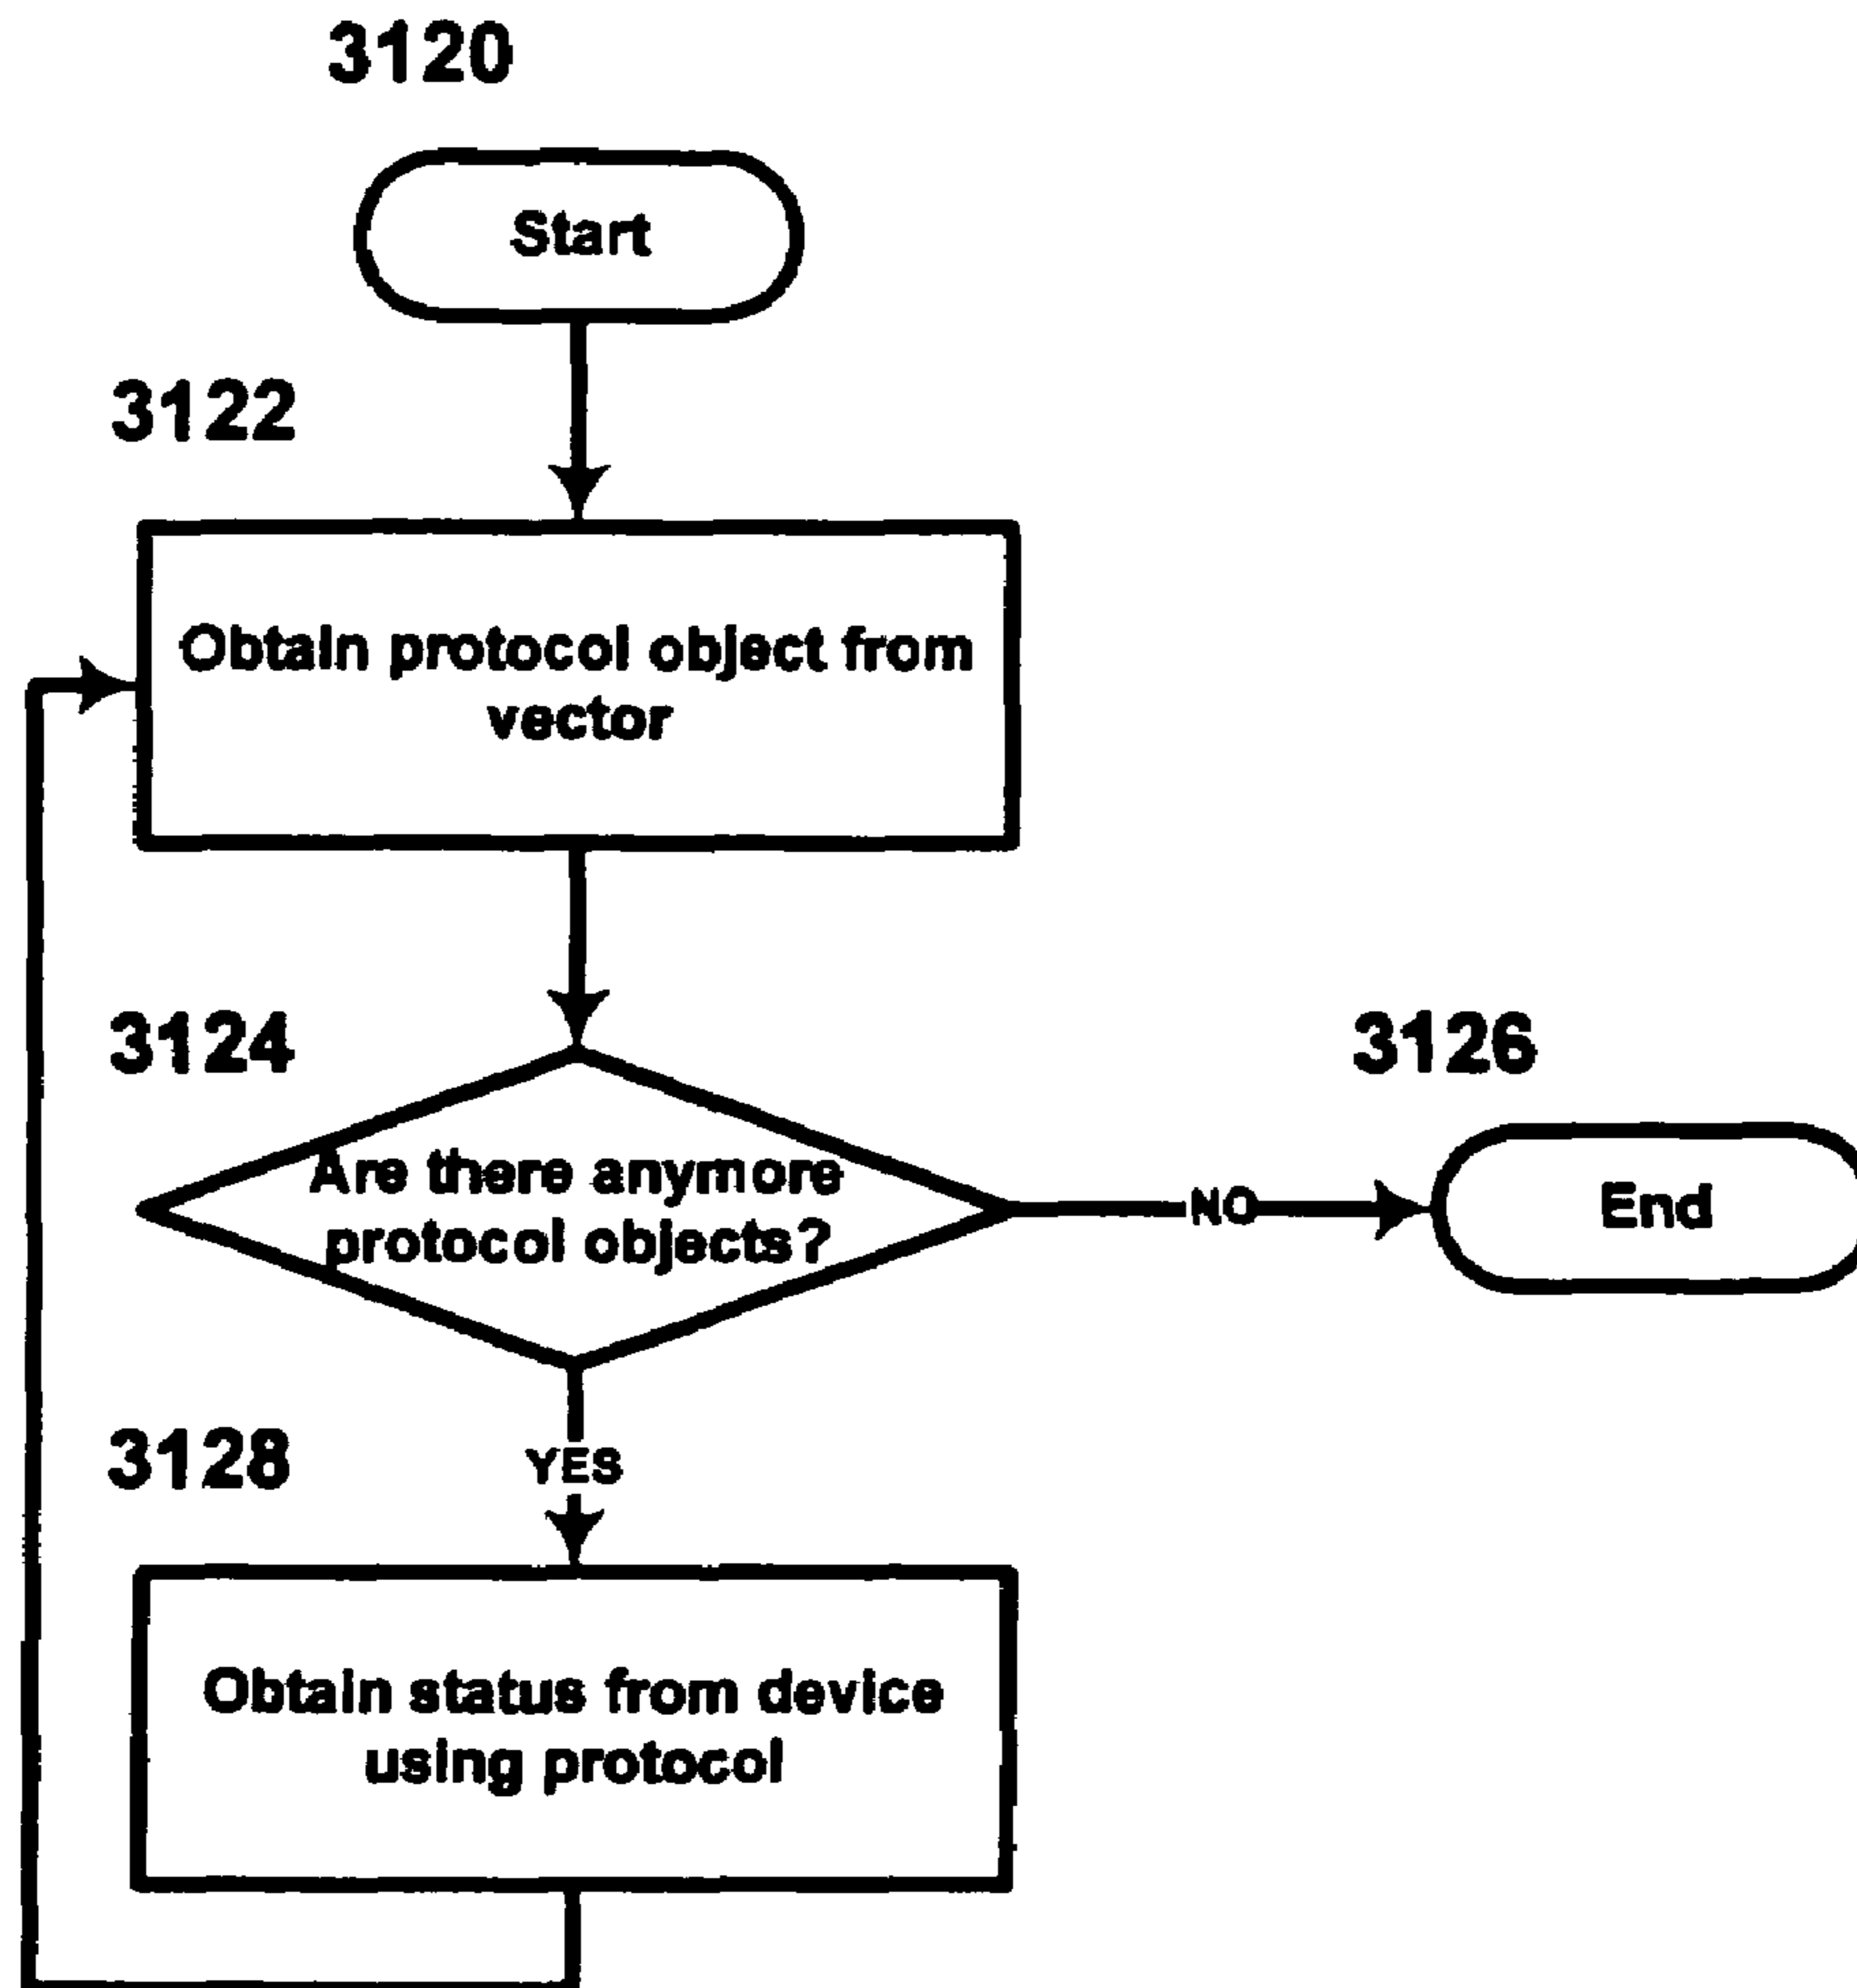 3120
Start
3122
Obtain protocol object from
vector
3124
Are there anymore
protocol objects?
NO
3126
End
3128
YES
Obtain status from device
using protocol